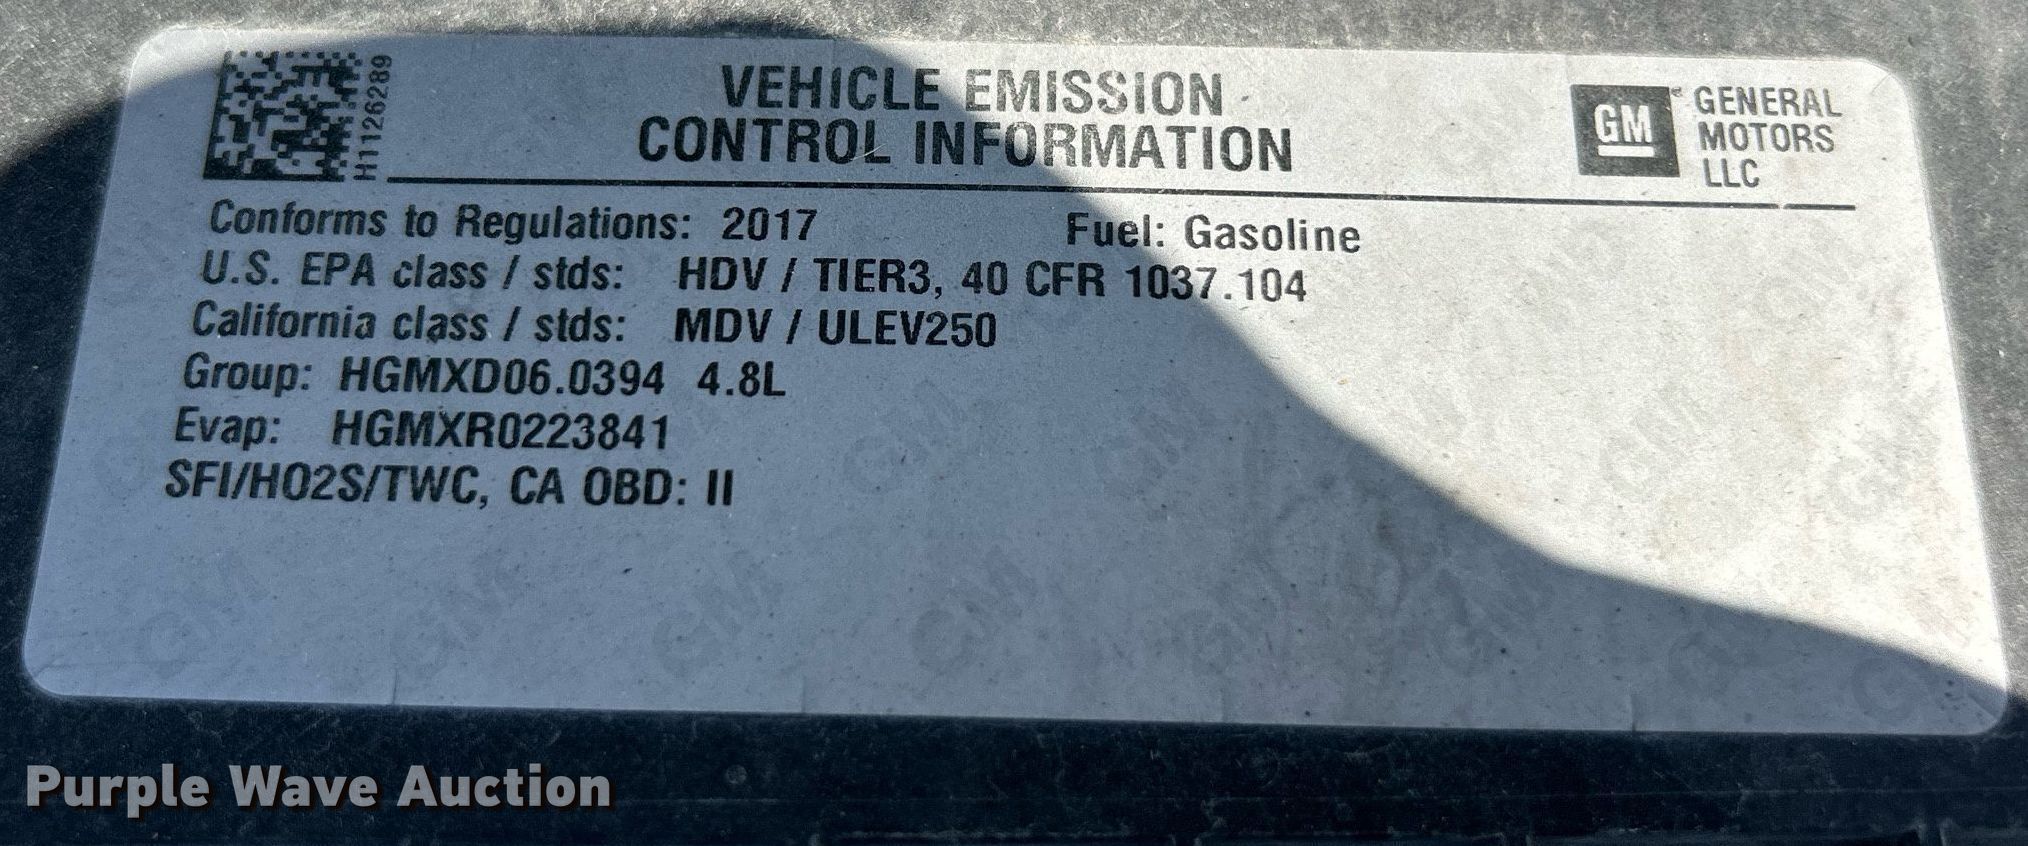 H1126289
VEHICLE EMISSION
CONTROL INFORMATION
GM
GENERAL
MOTORS
LLC
Conforms to Regulations: 2017 Fuel: Gasoline
U.S. EPA class / stds: HDV / TIER3, 40 CFR 1037.104
California class / stds: MDV / ULEV250
Group: HGMXD06.0394 4.8L
Evap: HGMXR0223841
SFI/HO2S/TWC, CA OBD: II
Purple Wave Auction